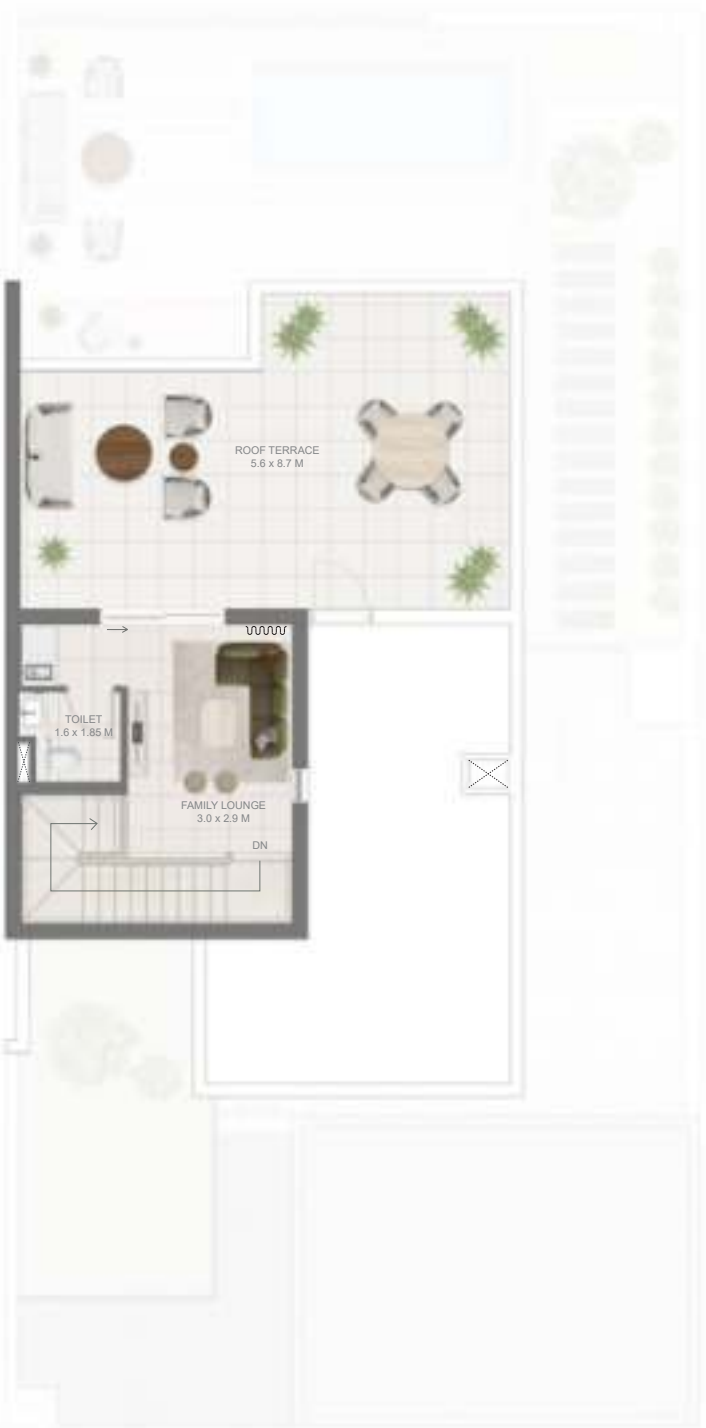 ROOF TERRACE
5.6 x 8.7 M
TOILET
1.6 x 1.85 M
FAMILY LOUNGE
3.0 x 2.9 M
DN